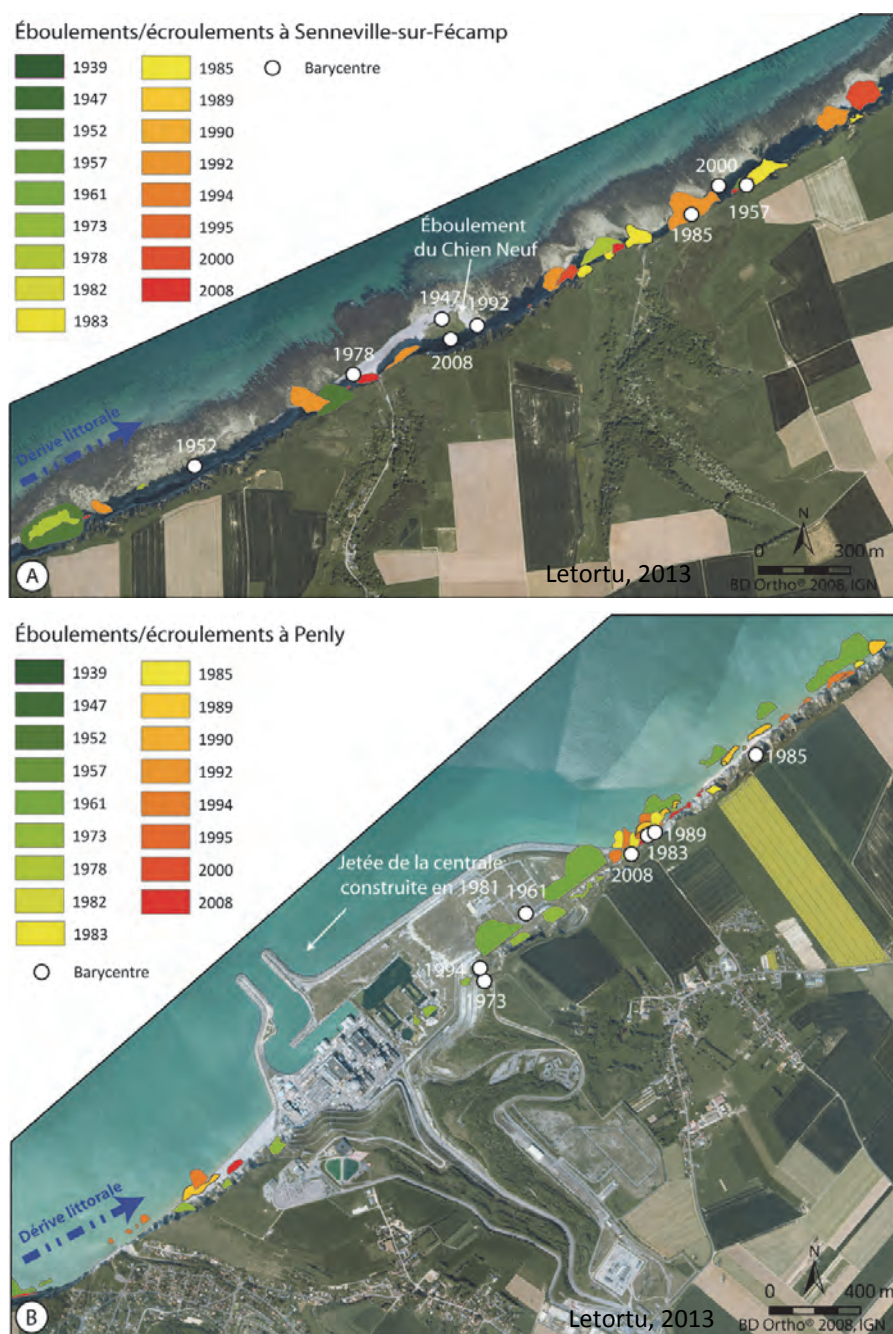 Éboulements/écroulements à Senneville-sur-Fécamp
1939
1947
1952
1957
1961
1973
1978
1982
1983
1985
1989
1990
1992
1994
1995
2000
2008
Barycentre
2000
1957
1985
Éboulement
du Chien Neuf
1947
1992
2008
1978
1952
Dérive littorale
N
0 300 m
Letortu, 2013
BD Ortho® 2008, IGN
A
Éboulements/écroulements à Penly
1939
1947
1952
1957
1961
1973
1978
1982
1983
1985
1989
1990
1992
1994
1995
2000
2008
Barycentre
1985
1989
1983
2008
Jetée de la centrale
construite en 1981
1961
1994
1973
Dérive littorale
N
0 400 m
Letortu, 2013
BD Ortho® 2008, IGN
B